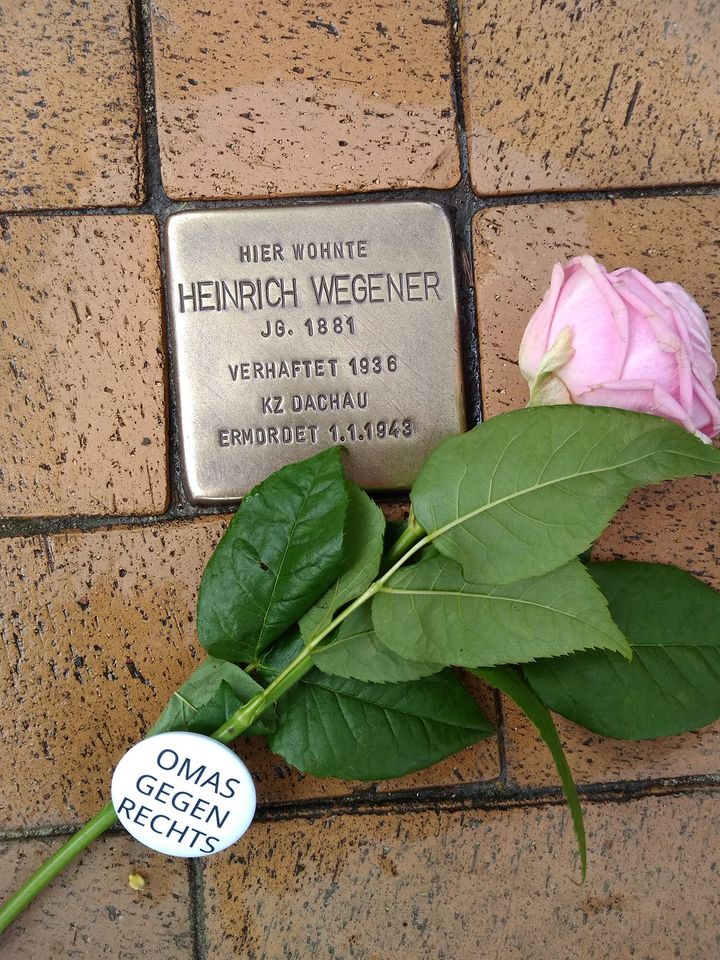 HIER WOHNTE
HEINRICH WEGENER
JG. 1881
VERHAFTET 1936
KZ DACHAU
ERMORDET 1.1.1943
OMAS
GEGEN
RECHTS